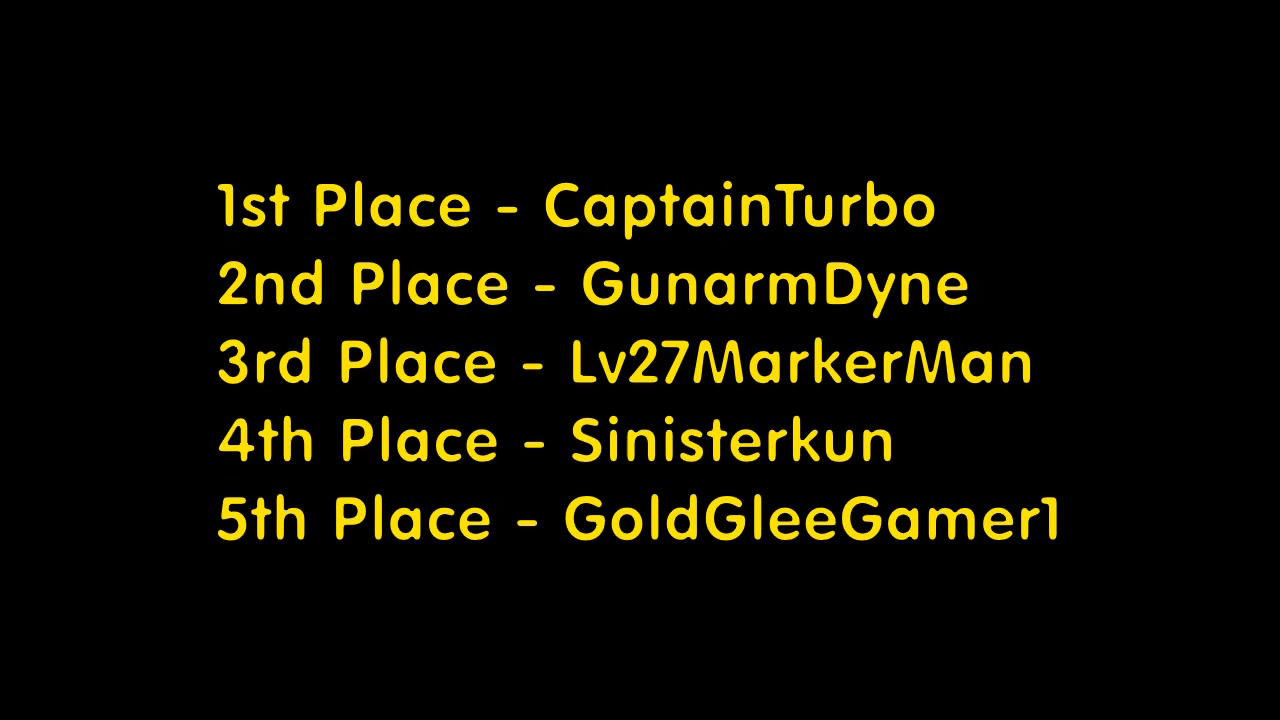 1st Place - CaptainTurbo
2nd Place - GunarmDyne
3rd Place - Lv27MarkerMan
4th Place - Sinisterkun
5th Place - GoldGleeGamer1